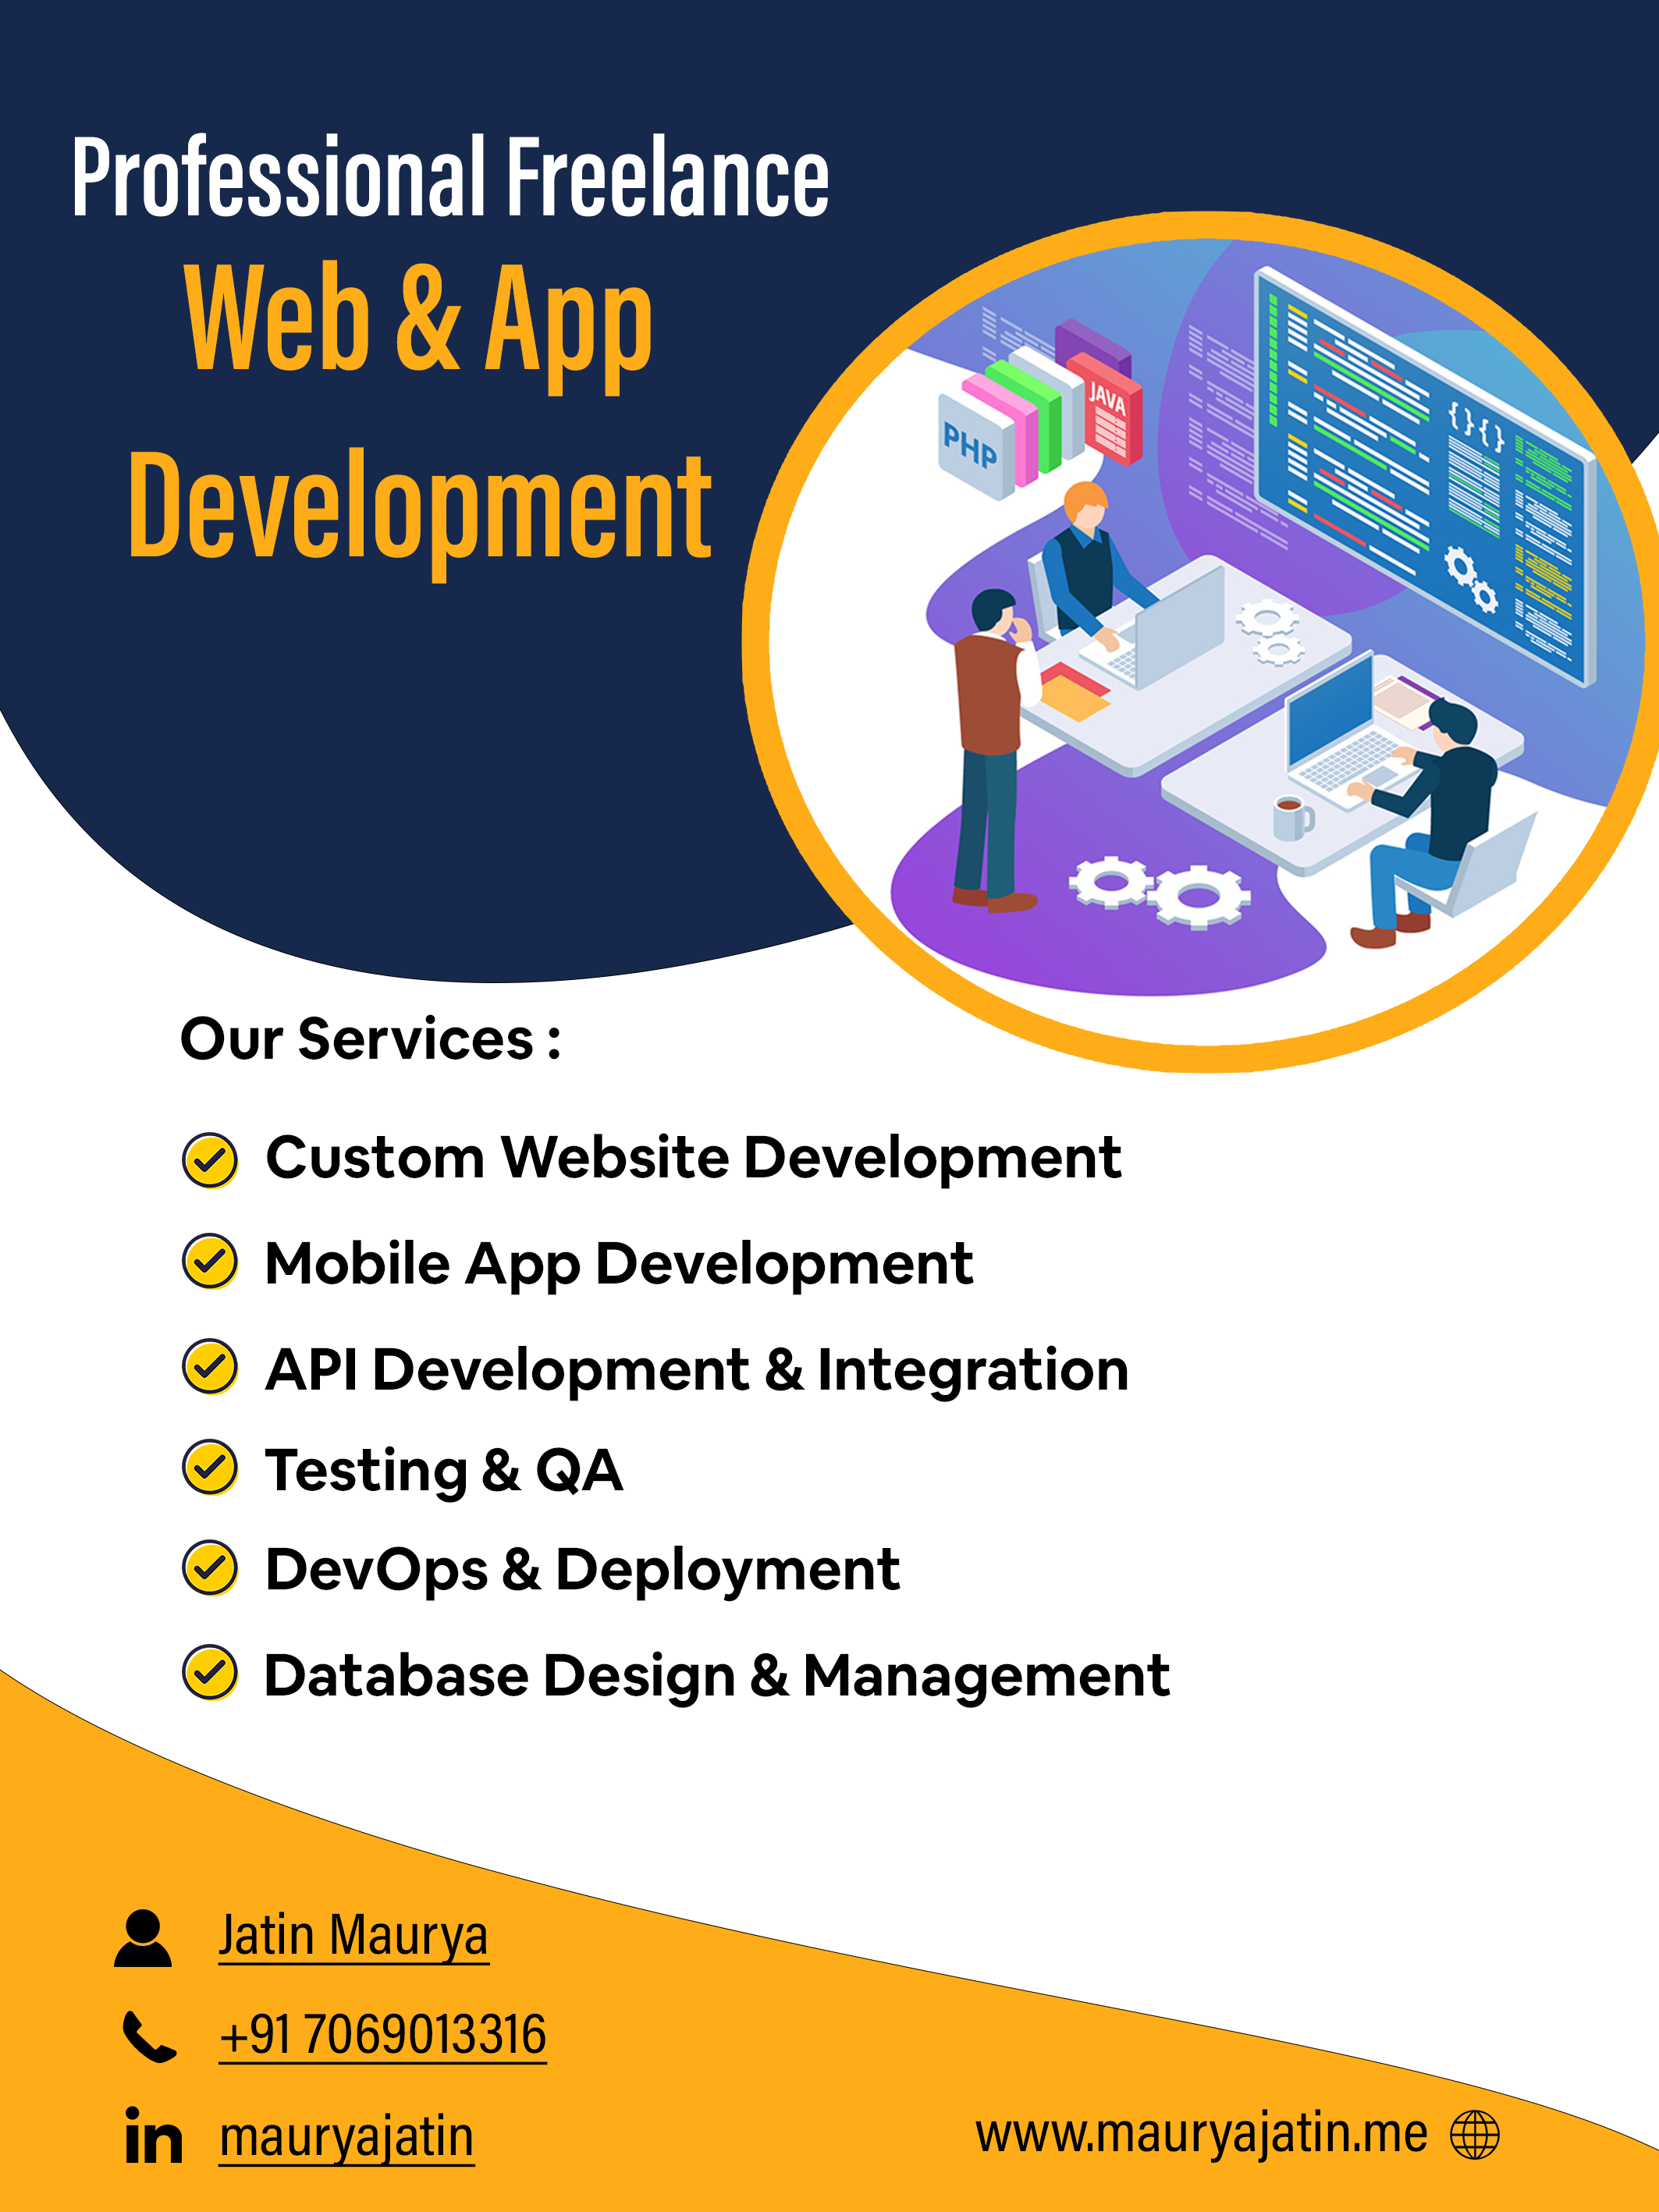 Professional Freelance
Web & App
Development
PHP
JAVA
{}{}
Our Services :
Custom Website Development
Mobile App Development
API Development & Integration
Testing & QA
DevOps & Deployment
Database Design & Management
Jatin Maurya
+91 7069013316
in mauryajatin
www.mauryajatin.me